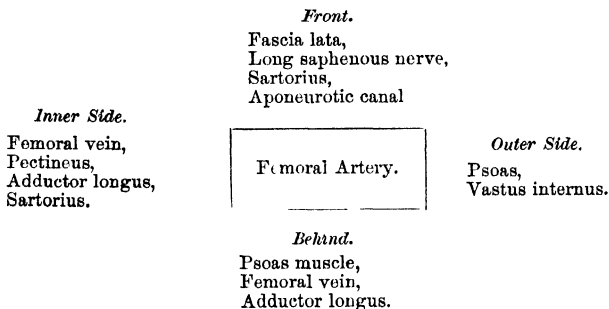 Front.
Fascia lata,
Long saphenous nerve,
Sartorius,
Aponeurotic canal
Inner Side.
Femoral vein,
Pectineus,
Adductor longus,
Sartorius.
Femoral Artery.
Outer Side.
Psoas,
Vastus internus.
Behind.
Psoas muscle,
Femoral vein,
Adductor longus.